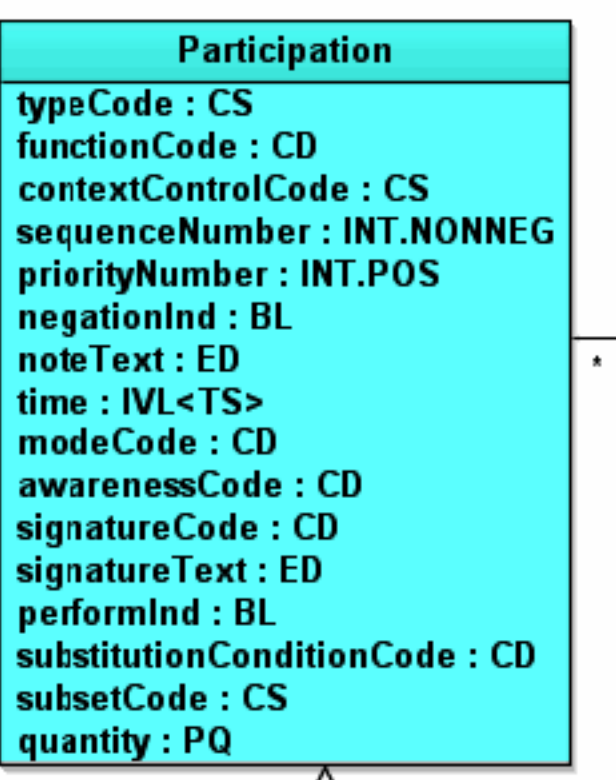 Participation
typeCode : CS
functionCode : CD
contextControlCode : CS
sequenceNumber : INT.NONNEG
priorityNumber : INT.POS
negationInd : BL
noteText : ED
time : IVL<TS>
modeCode : CD
awarenessCode : CD
signatureCode : CD
signatureText : ED
performInd : BL
substitutionConditionCode : CD
subsetCode : CS
quantity : PQ
*